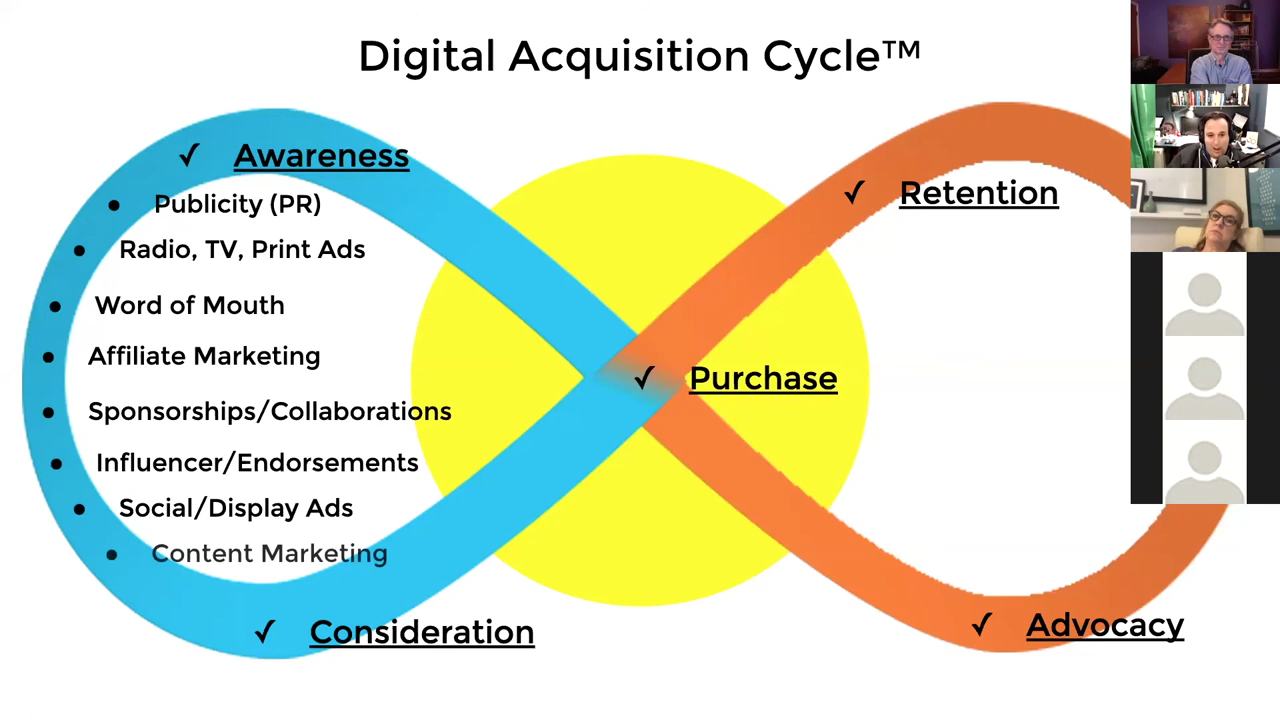 Digital Acquisition Cycle™
✓ Awareness
• Publicity (PR)
• Radio, TV, Print Ads
• Word of Mouth
• Affiliate Marketing
• Sponsorships/Collaborations
• Influencer/Endorsements
• Social/Display Ads
• Content Marketing
✓ Consideration
✓ Purchase
✓ Retention
✓ Advocacy